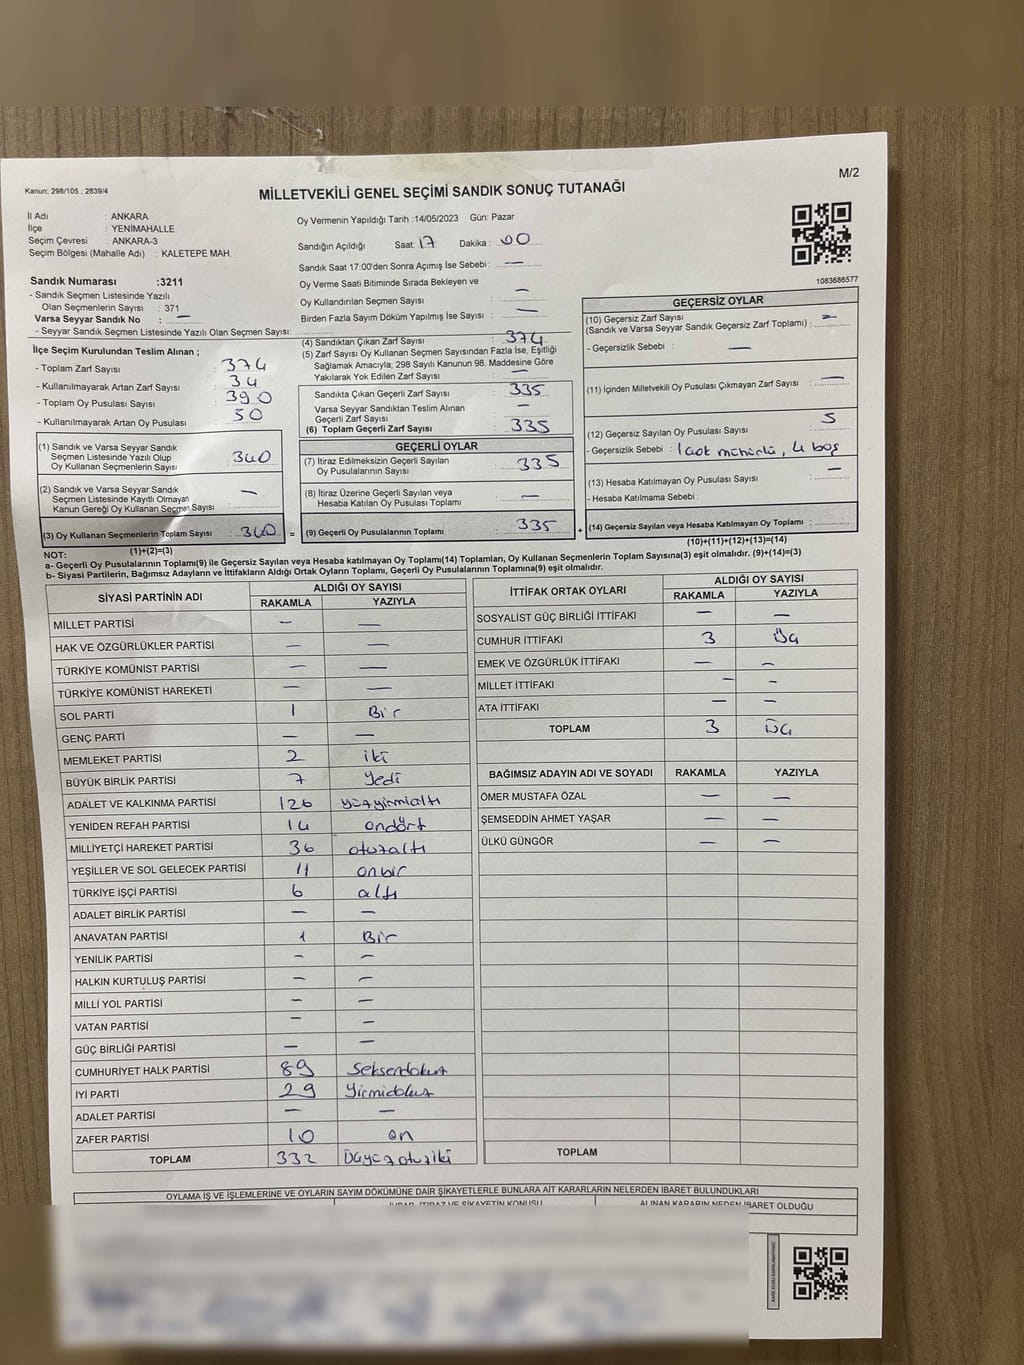 M/2
Kanun; 298/105 , 2839/4
MİLLETVEKİLİ GENEL SEÇİMİ SANDIK SONUÇ TUTANAĞI
İl Adı : ANKARA
İlçe : YENİMAHALLE
Seçim Çevresi : ANKARA-3
Seçim Bölgesi (Mahalle Adı) : KALETEPE MAH.
Sandık Numarası :3211
- Sandık Seçmen Listesinde Yazılı
Olan Seçmenlerin Sayısı : 371
Varsa Seyyar Sandık No : —
- Seyyar Sandık Seçmen Listesinde Yazılı Olan Seçmen Sayısı:
Oy Vermenin Yapıldığı Tarih :14/05/2023 Gün: Pazar
Sandığın Açıldığı Saat: 17 Dakika : 00
Sandık Saat 17:00'den Sonra Açımış İse Sebebi : —
Oy Verme Saati Bitiminde Sırada Bekleyen ve
Oy Kullandırılan Seçmen Sayısı : —
Birden Fazla Sayım Döküm Yapılmış İse Sayısı : —
1083686577
İlçe Seçim Kurulundan Teslim Alınan ;
- Toplam Zarf Sayısı : 374
- Kullanılmayarak Artan Zarf Sayısı : 34
- Toplam Oy Pusulası Sayısı : 390
- Kullanılmayarak Artan Oy Pusulası : 50
(1) Sandık ve Varsa Seyyar Sandık
Seçmen Listesinde Yazılı Olup
Oy Kullanan Seçmenlerin Sayısı : 340
(2) Sandık ve Varsa Seyyar Sandık
Seçmen Listesinde Kayıtlı Olmayan
Kanun Gereği Oy Kullanan Seçmen Sayısı : —
(3) Oy Kullanan Seçmenlerin Toplam Sayısı : 340 =
(1)+(2)=(3)
(4) Sandıktan Çıkan Zarf Sayısı : 374
(5) Zarf Sayısı Oy Kullanan Seçmen Sayısından Fazla İse, Eşitliği
Sağlamak Amacıyla, 298 Sayılı Kanunun 98. Maddesine Göre
Yakılarak Yok Edilen Zarf Sayısı : —
Sandıkta Çıkan Geçerli Zarf Sayısı : 335
Varsa Seyyar Sandıktan Teslim Alınan
Geçerli Zarf Sayısı : —
(6) Toplam Geçerli Zarf Sayısı : 335
GEÇERLİ OYLAR
(7) İtiraz Edilmeksizin Geçerli Sayılan
Oy Pusulalarının Sayısı : 335
(8) İtiraz Üzerine Geçerli Sayılan veya
Hesaba Katılan Oy Pusulası Toplamı : —
(9) Geçerli Oy Pusulalarının Toplamı : 335 +
GEÇERSİZ OYLAR
(10) Geçersiz Zarf Sayısı
(Sandık ve Varsa Seyyar Sandık Geçersiz Zarf Toplamı) : —
- Geçersizlik Sebebi : —
(11) İçinden Milletvekili Oy Pusulası Çıkmayan Zarf Sayısı : —
(12) Geçersiz Sayılan Oy Pusulası Sayısı : 5
- Geçersizlik Sebebi : 1 çok mühürlü, 4 boş
(13) Hesaba Katılmayan Oy Pusulası Sayısı : —
- Hesaba Katılmama Sebebi :
(14) Geçersiz Sayılan veya Hesaba Katılmayan Oy Toplamı :
(10)+(11)+(12)+(13)=(14)
NOT:
a- Geçerli Oy Pusulalarının Toplamı(9) ile Geçersiz Sayılan veya Hesaba katılmayan Oy Toplamı(14) Toplamları, Oy Kullanan Seçmenlerin Toplam Sayısına(3) eşit olmalıdır. (9)+(14)=(3)
b- Siyasi Partilerin, Bağımsız Adayların ve İttifakların Aldığı Ortak Oyların Toplamı, Geçerli Oy Pusulalarının Toplamına(9) eşit olmalıdır.
SİYASİ PARTİNİN ADI ALDIĞI OY SAYISI
RAKAMLA YAZIYLA
MİLLET PARTİSİ — —
HAK VE ÖZGÜRLÜKLER PARTİSİ — —
TÜRKİYE KOMÜNİST PARTİSİ — —
TÜRKİYE KOMÜNİST HAREKETİ — —
SOL PARTİ 1 Bir
GENÇ PARTİ — —
MEMLEKET PARTİSİ 2 iki
BÜYÜK BİRLİK PARTİSİ 7 Yedi
ADALET VE KALKINMA PARTİSİ 126 yüzyirmialtı
YENİDEN REFAH PARTİSİ 14 ondört
MİLLİYETÇİ HAREKET PARTİSİ 36 otuzaltı
YEŞİLLER VE SOL GELECEK PARTİSİ 11 onbir
TÜRKİYE İŞÇİ PARTİSİ 6 altı
ADALET BİRLİK PARTİSİ — —
ANAVATAN PARTİSİ 1 Bir
YENİLİK PARTİSİ — —
HALKIN KURTULUŞ PARTİSİ — —
MİLLİ YOL PARTİSİ — —
VATAN PARTİSİ — —
GÜÇ BİRLİĞİ PARTİSİ — —
CUMHURİYET HALK PARTİSİ 89 Seksendokuz
İYİ PARTİ 29 Yirmidokuz
ADALET PARTİSİ — —
ZAFER PARTİSİ 10 on
TOPLAM 332 Üçyüzotuziki
İTTİFAK ORTAK OYLARI ALDIĞI OY SAYISI
RAKAMLA YAZIYLA
SOSYALİST GÜÇ BİRLİĞİ İTTİFAKI — —
CUMHUR İTTİFAKI 3 Üç
EMEK VE ÖZGÜRLÜK İTTİFAKI — —
MİLLET İTTİFAKI — —
ATA İTTİFAKI — —
TOPLAM 3 Üç
BAĞIMSIZ ADAYIN ADI VE SOYADI RAKAMLA YAZIYLA
ÖMER MUSTAFA ÖZAL — —
ŞEMSEDDİN AHMET YAŞAR — —
ÜLKÜ GÜNGÖR — —
TOPLAM
OYLAMA İŞ VE İŞLEMLERİNE VE OYLARIN SAYIM DÖKÜMÜNE DAİR ŞİKAYETLERLE BUNLARA AİT KARARLARIN NELERDEN İBARET BULUNDUKLARI
İTİRAZ VE ŞİKAYETİN KONUSU ALINAN KARARIN NEDEN İBARET OLDUĞU